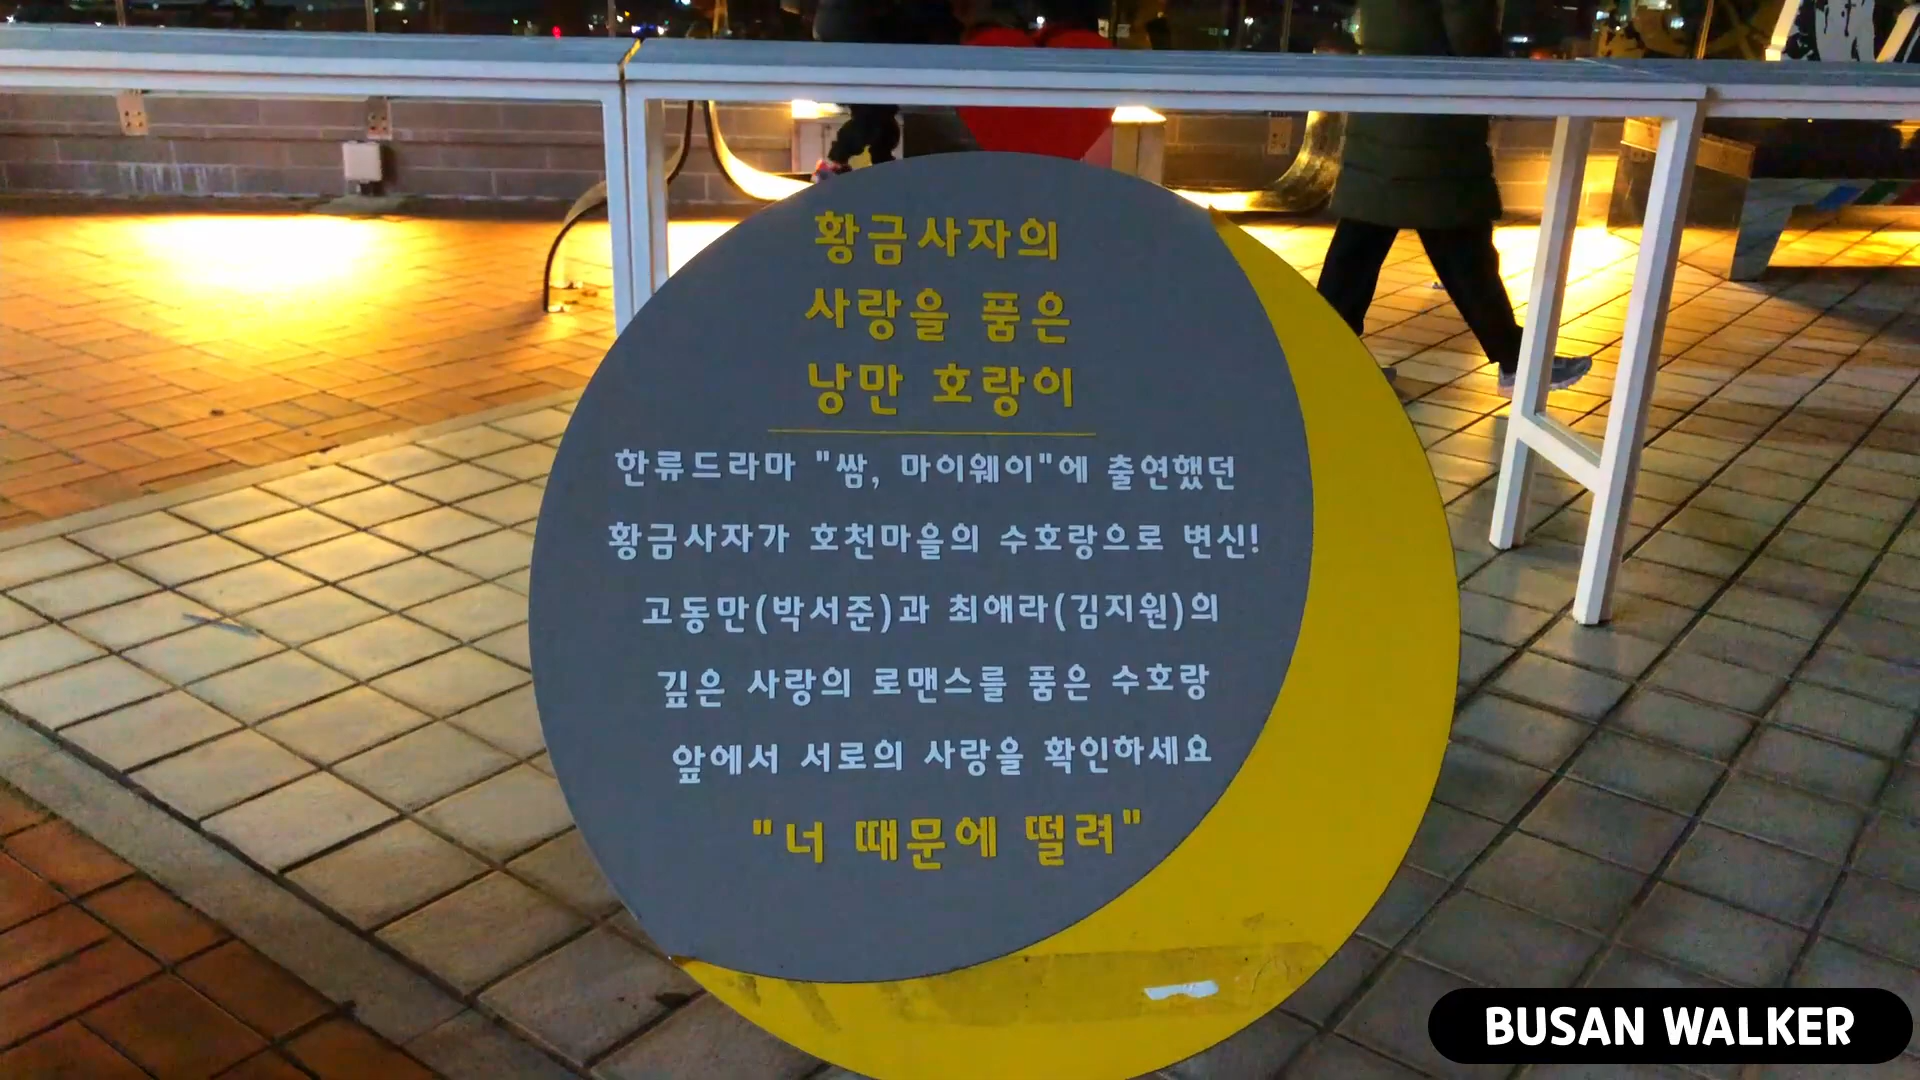 황금사자의
사랑을 품은
낭만 호랑이
한류드라마 "쌈, 마이웨이"에 출연했던
황금사자가 호천마을의 수호랑으로 변신!
고동만(박서준)과 최애라(김지원)의
깊은 사랑의 로맨스를 품은 수호랑
앞에서 서로의 사랑을 확인하세요
"너 때문에 떨려"
BUSAN WALKER